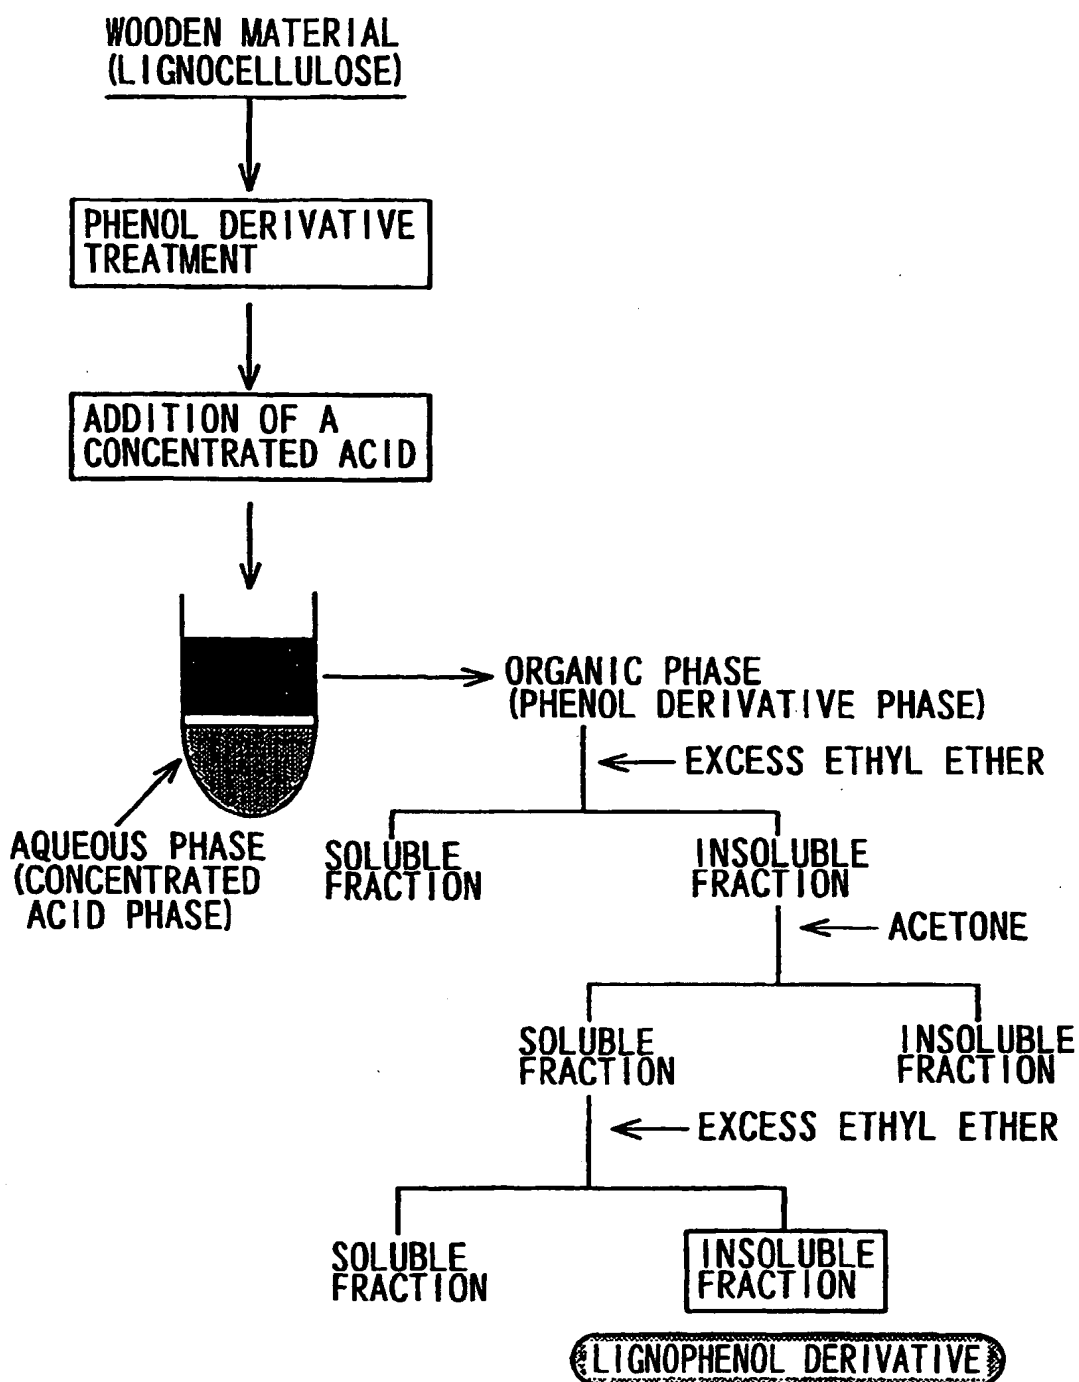 WOODEN MATERIAL
(LIGNOCELLULOSE)
PHENOL DERIVATIVE
TREATMENT
ADDITION OF A
CONCENTRATED ACID
ORGANIC PHASE
(PHENOL DERIVATIVE PHASE)
EXCESS ETHYL ETHER
AQUEOUS PHASE
(CONCENTRATED
ACID PHASE)
SOLUBLE
FRACTION
INSOLUBLE
FRACTION
ACETONE
SOLUBLE
FRACTION
INSOLUBLE
FRACTION
EXCESS ETHYL ETHER
SOLUBLE
FRACTION
INSOLUBLE
FRACTION
LIGNOPHENOL DERIVATIVE